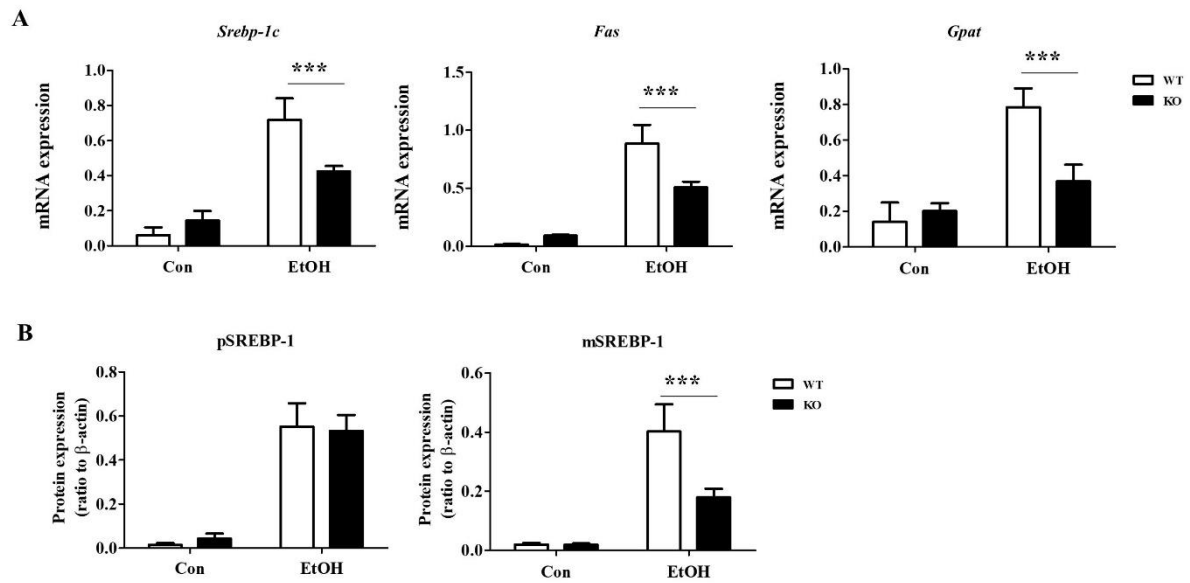 A
Srebp-1c
mRNA expression
1.0
0.8
0.6
0.4
0.2
0.0
***
Con
EtOH
Fas
mRNA expression
1.5
1.0
0.5
0.0
***
Con
EtOH
Gpat
mRNA expression
1.0
0.8
0.6
0.4
0.2
0.0
***
Con
EtOH
WT
KO
B
pSREBP-1
Protein expression
(ratio to β-actin)
0.8
0.6
0.4
0.2
0.0
Con
EtOH
mSREBP-1
Protein expression
(ratio to β-actin)
0.6
0.4
0.2
0.0
***
Con
EtOH
WT
KO